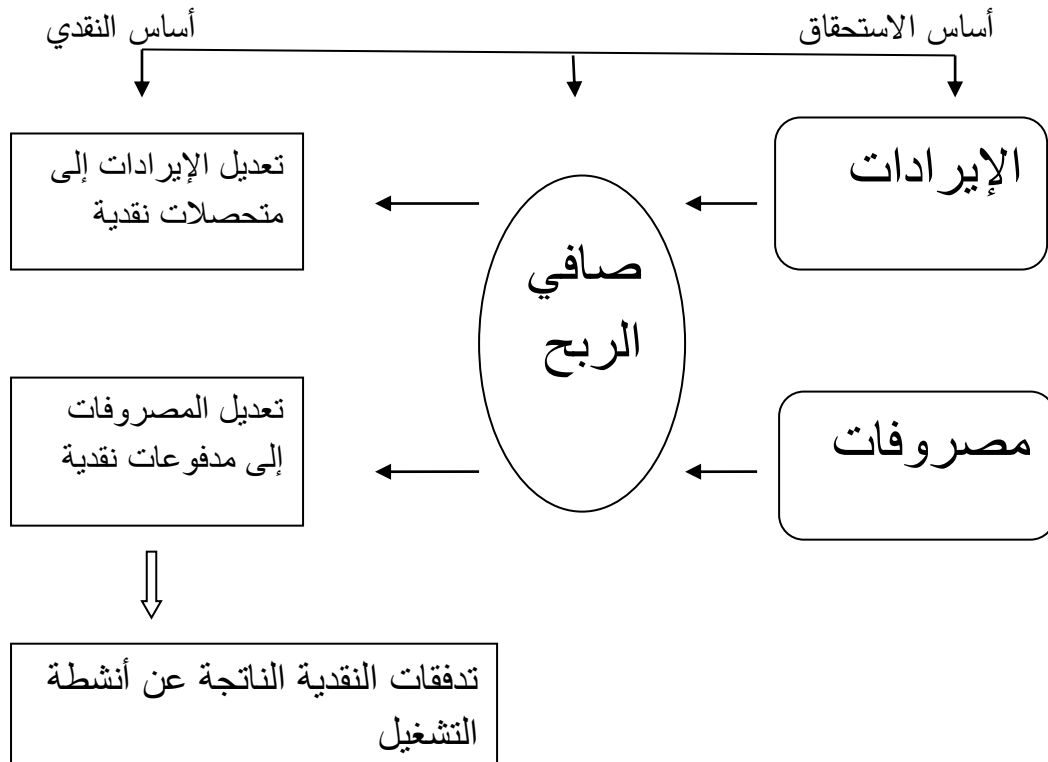 أساس الاستحقاق
أساس النقدي
الإيرادات
صافي
الربح
تعديل الإيرادات إلى
متحصلات نقدية
مصروفات
تعديل المصروفات
إلى مدفوعات نقدية
تدفقات النقدية الناتجة عن أنشطة
التشغيل